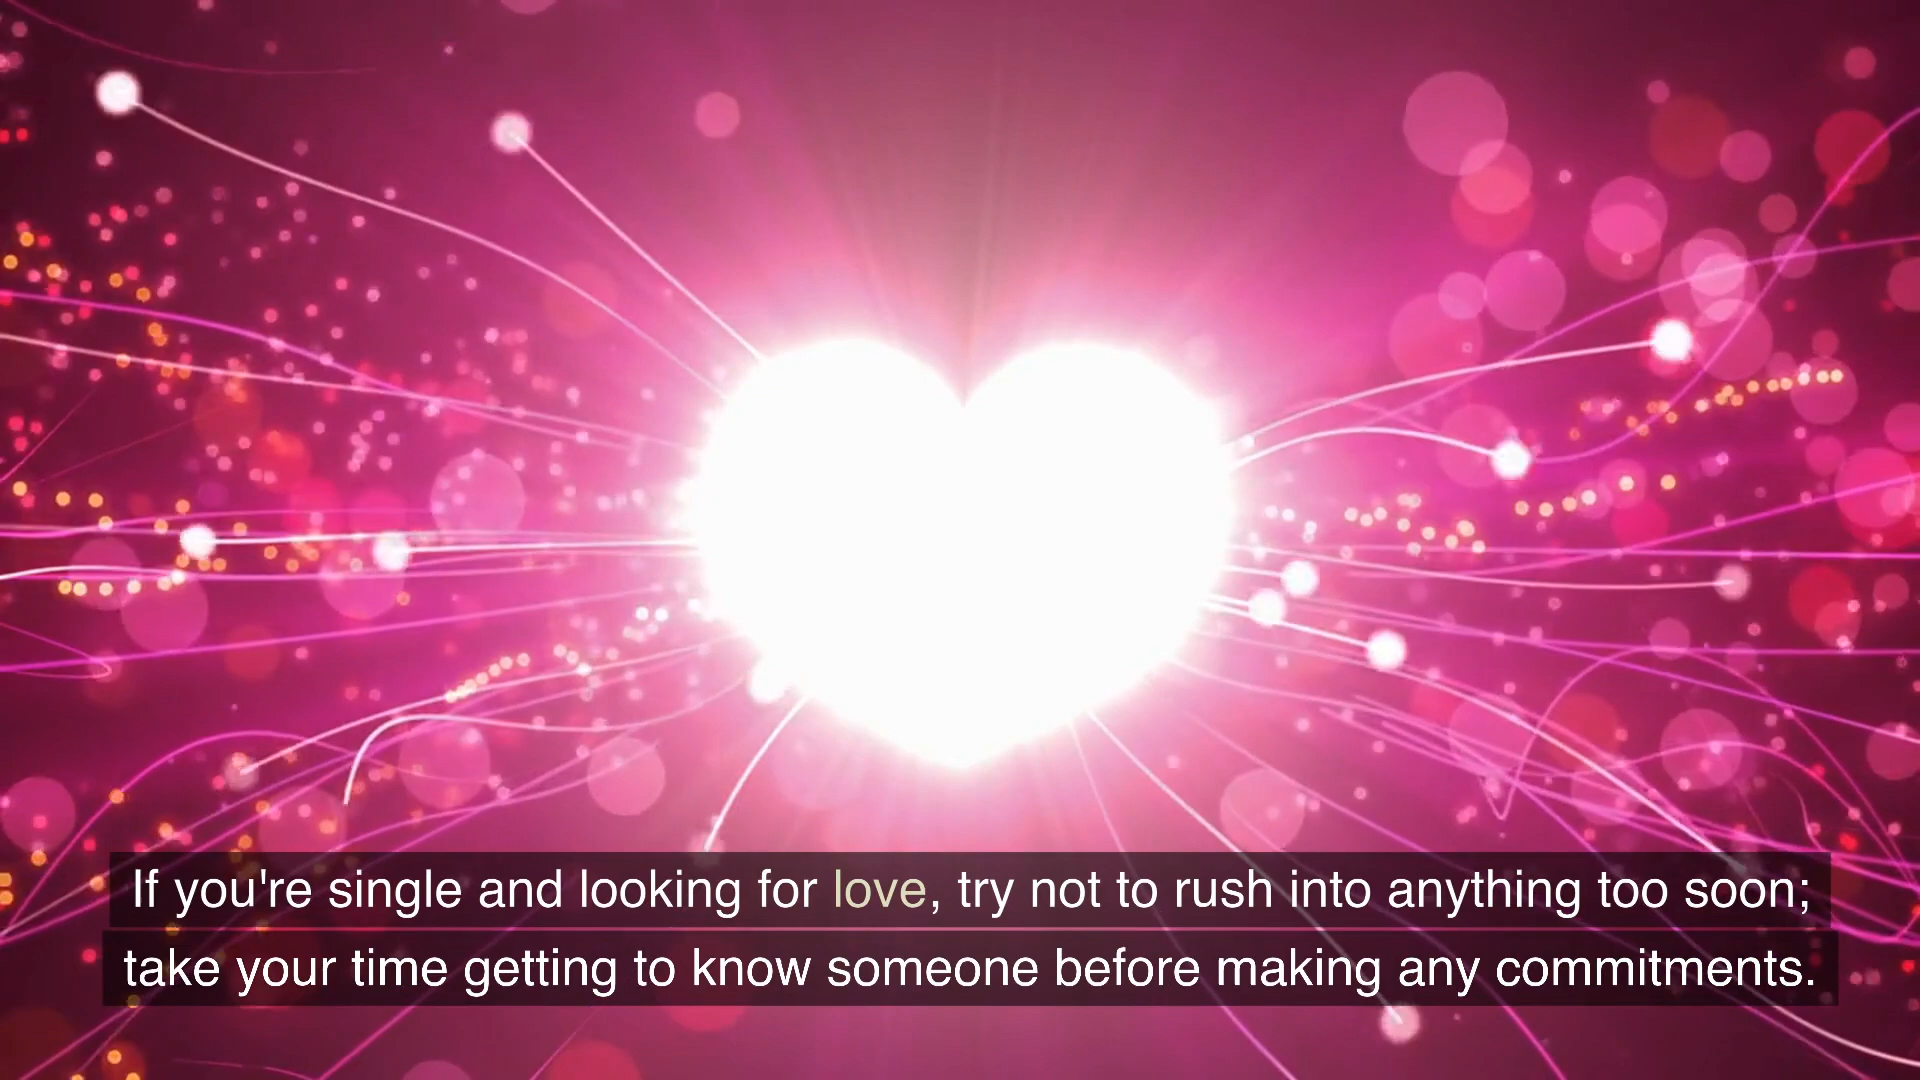 If you're single and looking for love, try not to rush into anything too soon;
take your time getting to know someone before making any commitments.